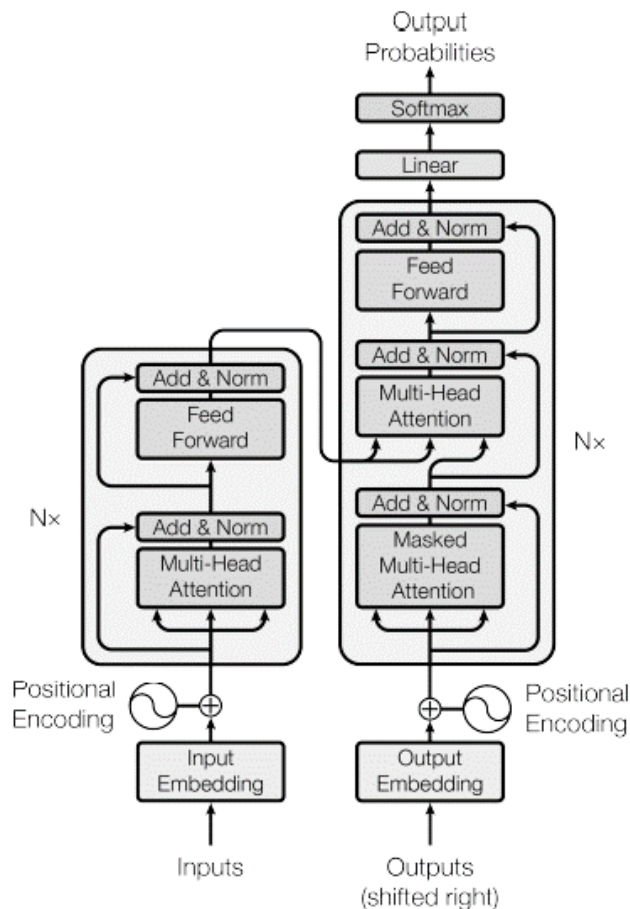 Output
Probabilities
Softmax
Linear
Add & Norm
Feed
Forward
Add & Norm
Multi-Head
Attention
Add & Norm
Masked
Multi-Head
Attention
N×
Add & Norm
Feed
Forward
Add & Norm
Multi-Head
Attention
N×
Positional
Encoding
Positional
Encoding
Input
Embedding
Output
Embedding
Inputs
Outputs
(shifted right)